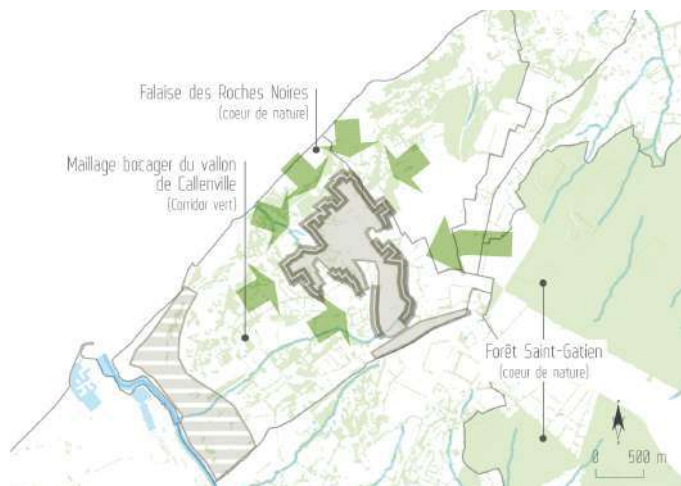 Falaise des Roches Noires
(coeur de nature)
Maillage bocager du vallon
de Callenville
(Corridor vert)
Forêt Saint-Gatien
(coeur de nature)
0 500 m